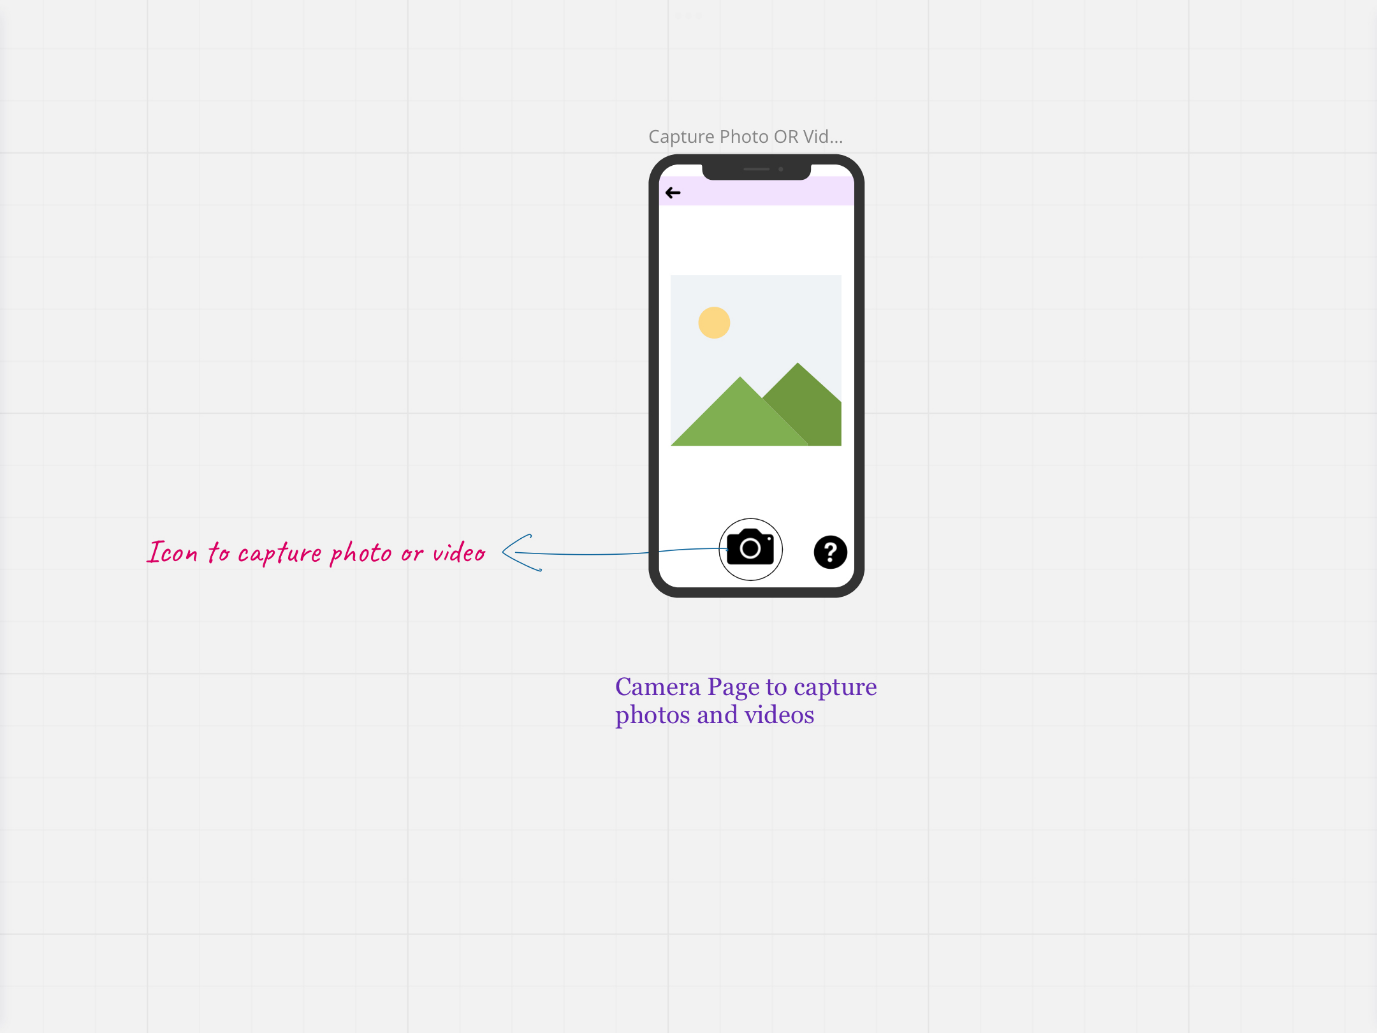 Capture Photo OR Vid...
?
Icon to capture photo or video
Camera Page to capture
photos and videos